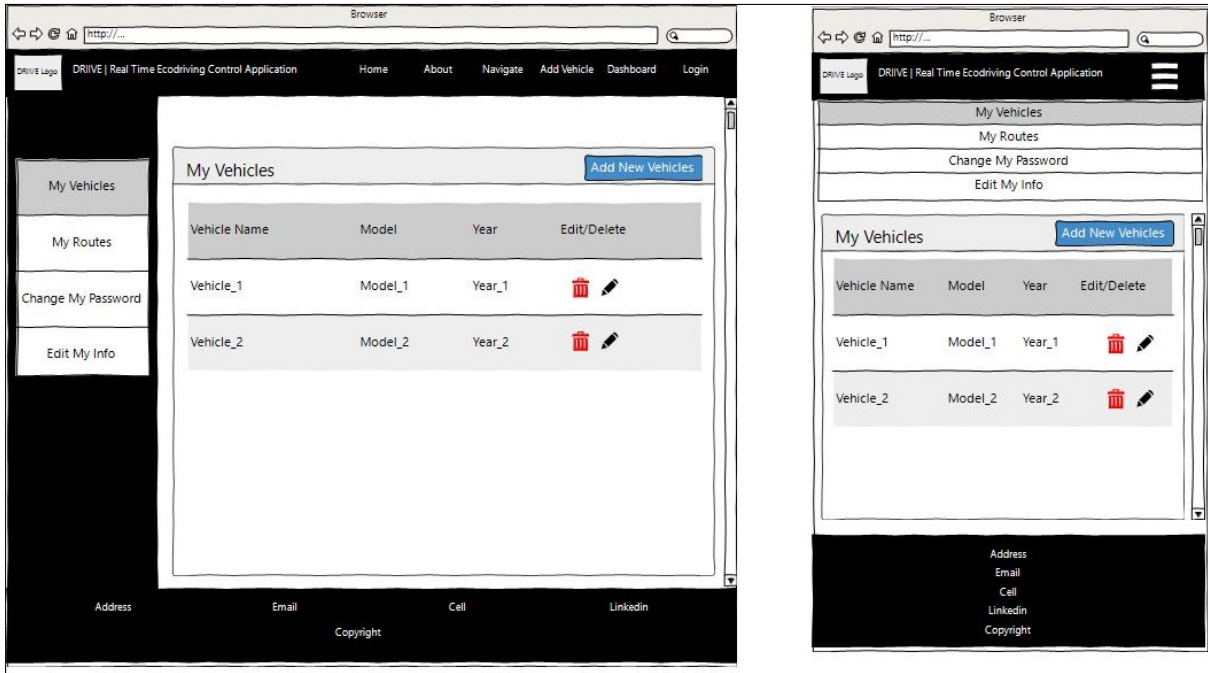 Browser
http://...
DRIIVE Logo DRIIVE | Real Time Ecodriving Control Application Home About Navigate Add Vehicle Dashboard Login
My Vehicles
My Routes
Change My Password
Edit My Info
My Vehicles Add New Vehicles
Vehicle Name Model Year Edit/Delete
Vehicle_1 Model_1 Year_1
Vehicle_2 Model_2 Year_2
Address Email Cell Linkedin
Copyright
Browser
http://...
DRIIVE Logo DRIIVE | Real Time Ecodriving Control Application
My Vehicles
My Routes
Change My Password
Edit My Info
My Vehicles Add New Vehicles
Vehicle Name Model Year Edit/Delete
Vehicle_1 Model_1 Year_1
Vehicle_2 Model_2 Year_2
Address
Email
Cell
Linkedin
Copyright